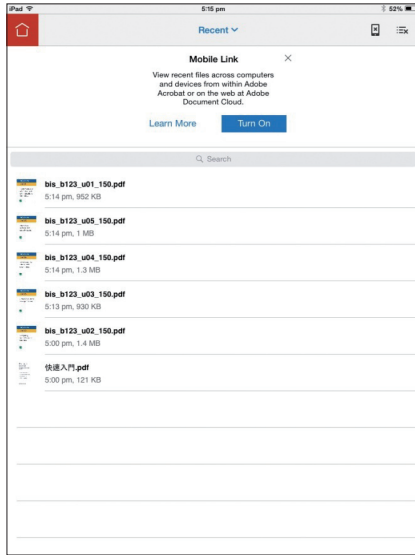 iPad 5:15 pm 52%
Recent
Mobile Link
View recent files across computers
and devices from within Adobe
Acrobat or on the web at Adobe
Document Cloud.
Learn More Turn On
Search
bis_b123_u01_150.pdf
5:14 pm, 952 KB
bis_b123_u05_150.pdf
5:14 pm, 1 MB
bis_b123_u04_150.pdf
5:14 pm, 1.3 MB
bis_b123_u03_150.pdf
5:13 pm, 930 KB
bis_b123_u02_150.pdf
5:00 pm, 1.4 MB
快速入門.pdf
5:00 pm, 121 KB